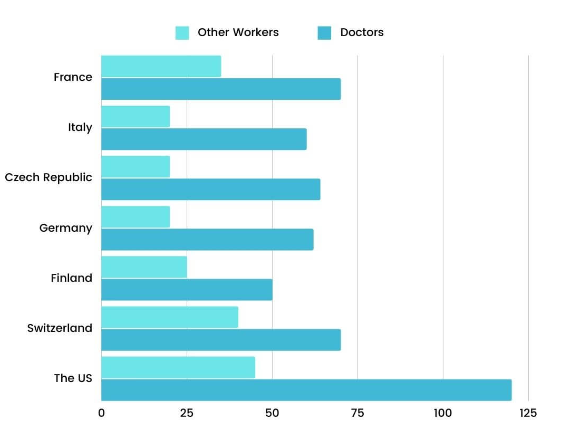 Other Workers Doctors
France
Italy
Czech Republic
Germany
Finland
Switzerland
The US
0 25 50 75 100 125